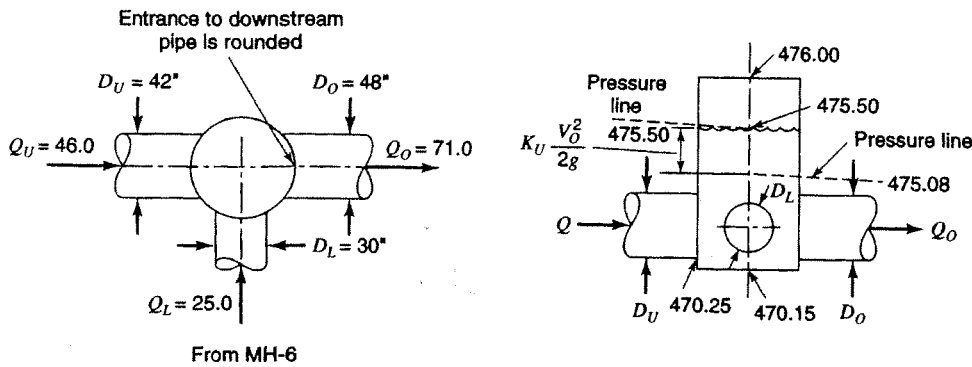 Entrance to downstream
pipe is rounded
D_U = 42"
D_O = 48"
Q_U = 46.0
Q_O = 71.0
D_L = 30"
Q_L = 25.0
From MH-6
476.00
Pressure
line
475.50
475.50
K_U V_O^2/2g
Pressure line
475.08
D_L
Q
Q_O
D_U
470.25
470.15
D_O